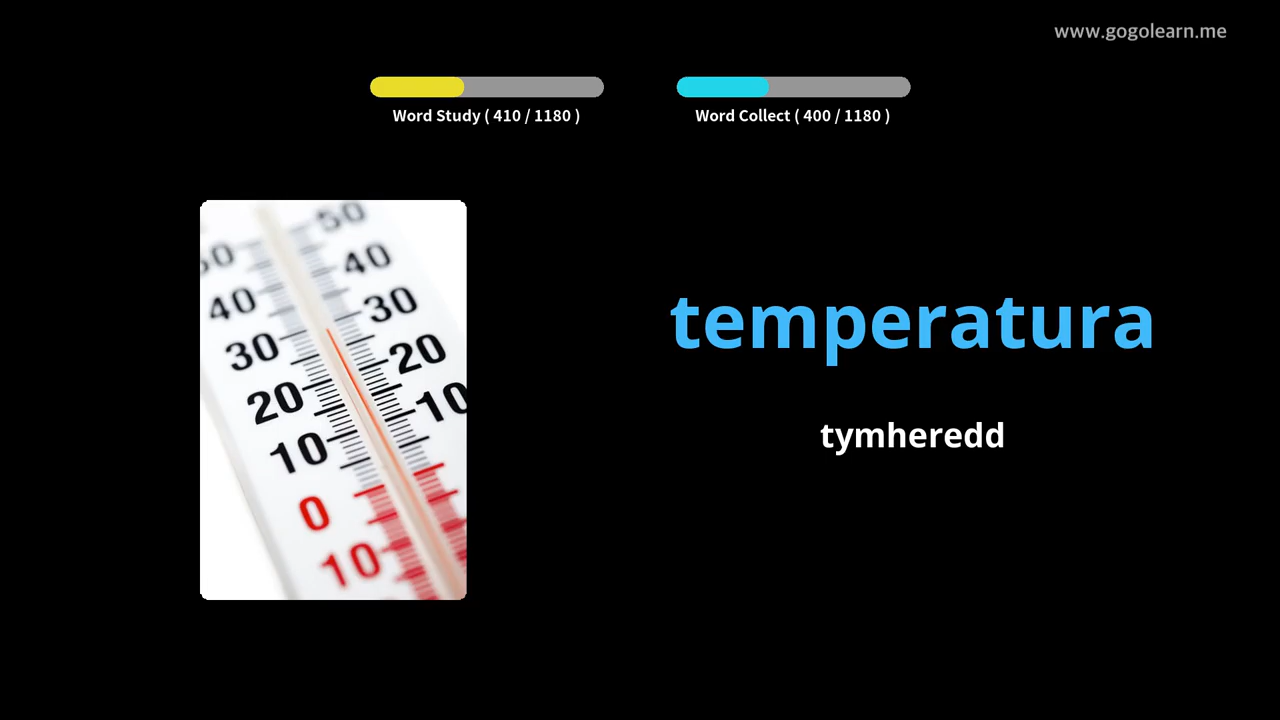 www.gogolearn.me
Word Study ( 410 / 1180 )
Word Collect ( 400 / 1180 )
50
40
30
20
10
40
30
20
10
0
10
temperatura
tymheredd